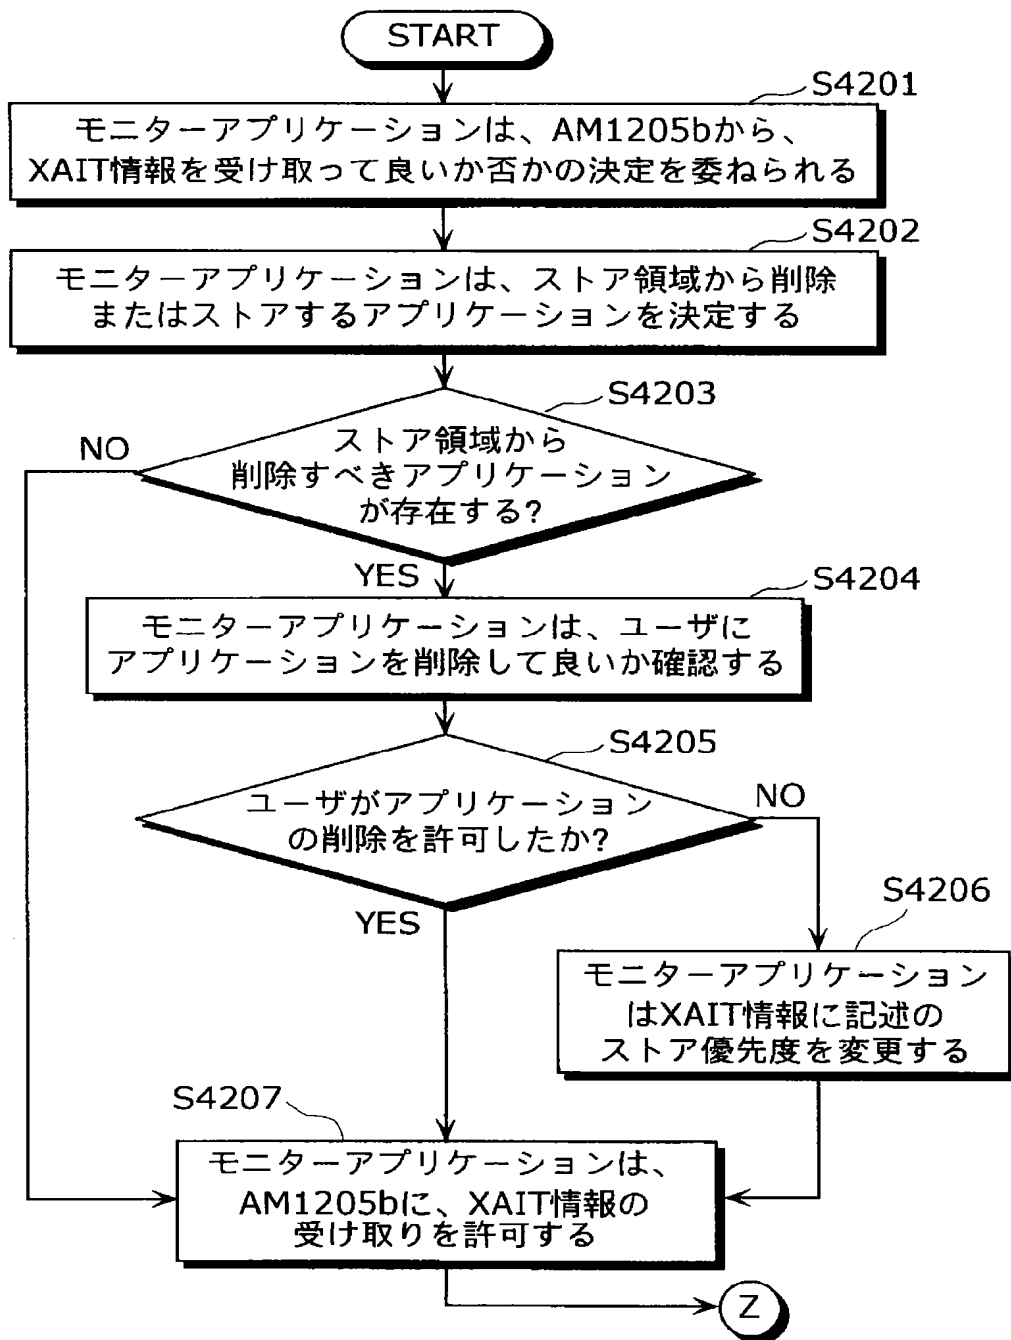 START
S4201
モニターアプリケーションは、AM1205bから、
XAIT情報を受け取って良いか否かの決定を委ねられる
S4202
モニターアプリケーションは、ストア領域から削除
またはストアするアプリケーションを決定する
S4203
NO
ストア領域から
削除すべきアプリケーション
が存在する?
YES
S4204
モニターアプリケーションは、ユーザに
アプリケーションを削除して良いか確認する
S4205
ユーザがアプリケーション
の削除を許可したか?
NO
YES
S4206
モニターアプリケーション
はXAIT情報に記述の
ストア優先度を変更する
S4207
モニターアプリケーションは、
AM1205bに、XAIT情報の
受け取りを許可する
Z